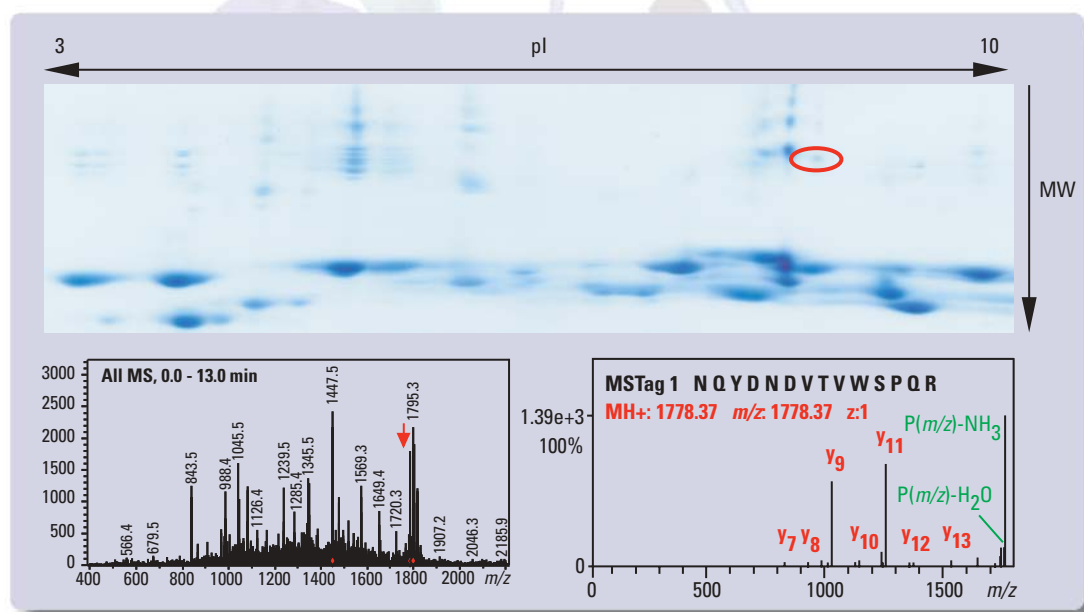 3 pI 10
MW
3000
2500
2000
1500
1000
500
0
All MS, 0.0 - 13.0 min
566.4
679.5
843.5
988.4
1045.5
1126.4
1239.5
1285.4
1345.5
1447.5
1569.3
1649.4
1720.3
1795.3
1907.2
2046.3
2185.9
400 600 800 1000 1200 1400 1600 1800 2000 m/z
MSTag 1 N Q Y D N D V T V W S P Q R
MH+: 1778.37 m/z: 1778.37 z:1
1.39e+3
100%
0
P(m/z)-NH3
P(m/z)-H2O
y7 y8
y9
y10
y11
y12
y13
0 500 1000 1500 m/z